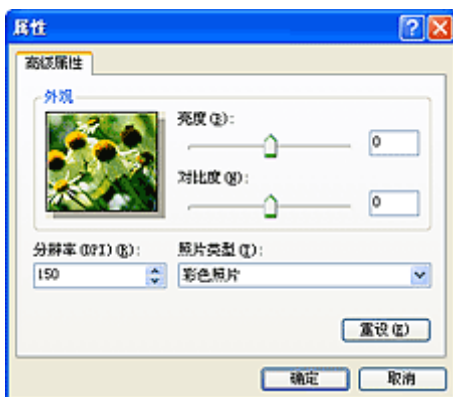 属性
高级属性
外观
亮度(B):
0
对比度(N):
0
分辨率(DPI)(R):
照片类型(T):
150
彩色照片
重设(E)
确定
取消